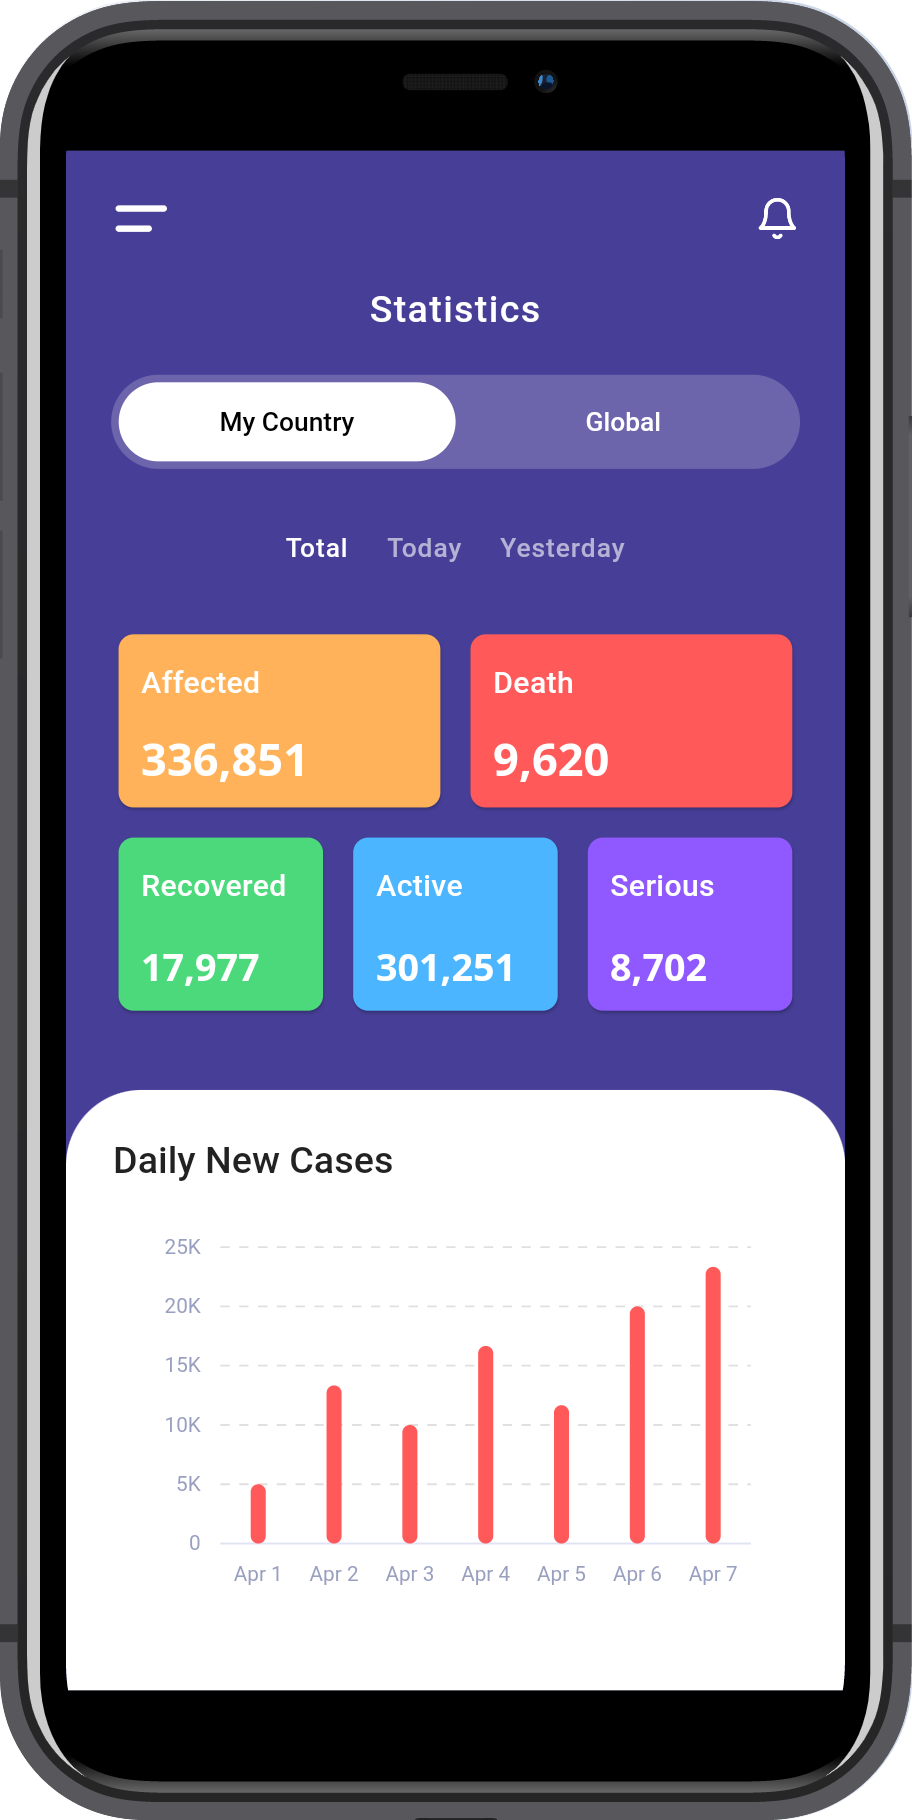 Statistics
My Country Global
Total Today Yesterday
Affected Death
336,851 9,620
Recovered Active Serious
17,977 301,251 8,702
Daily New Cases
25K
20K
15K
10K
5K
0
Apr 1 Apr 2 Apr 3 Apr 4 Apr 5 Apr 6 Apr 7